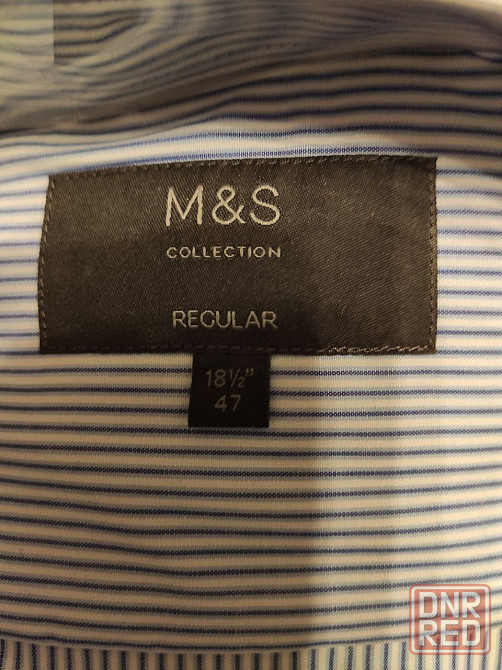 M&S
COLLECTION
REGULAR
18½"
47
DNR
RED